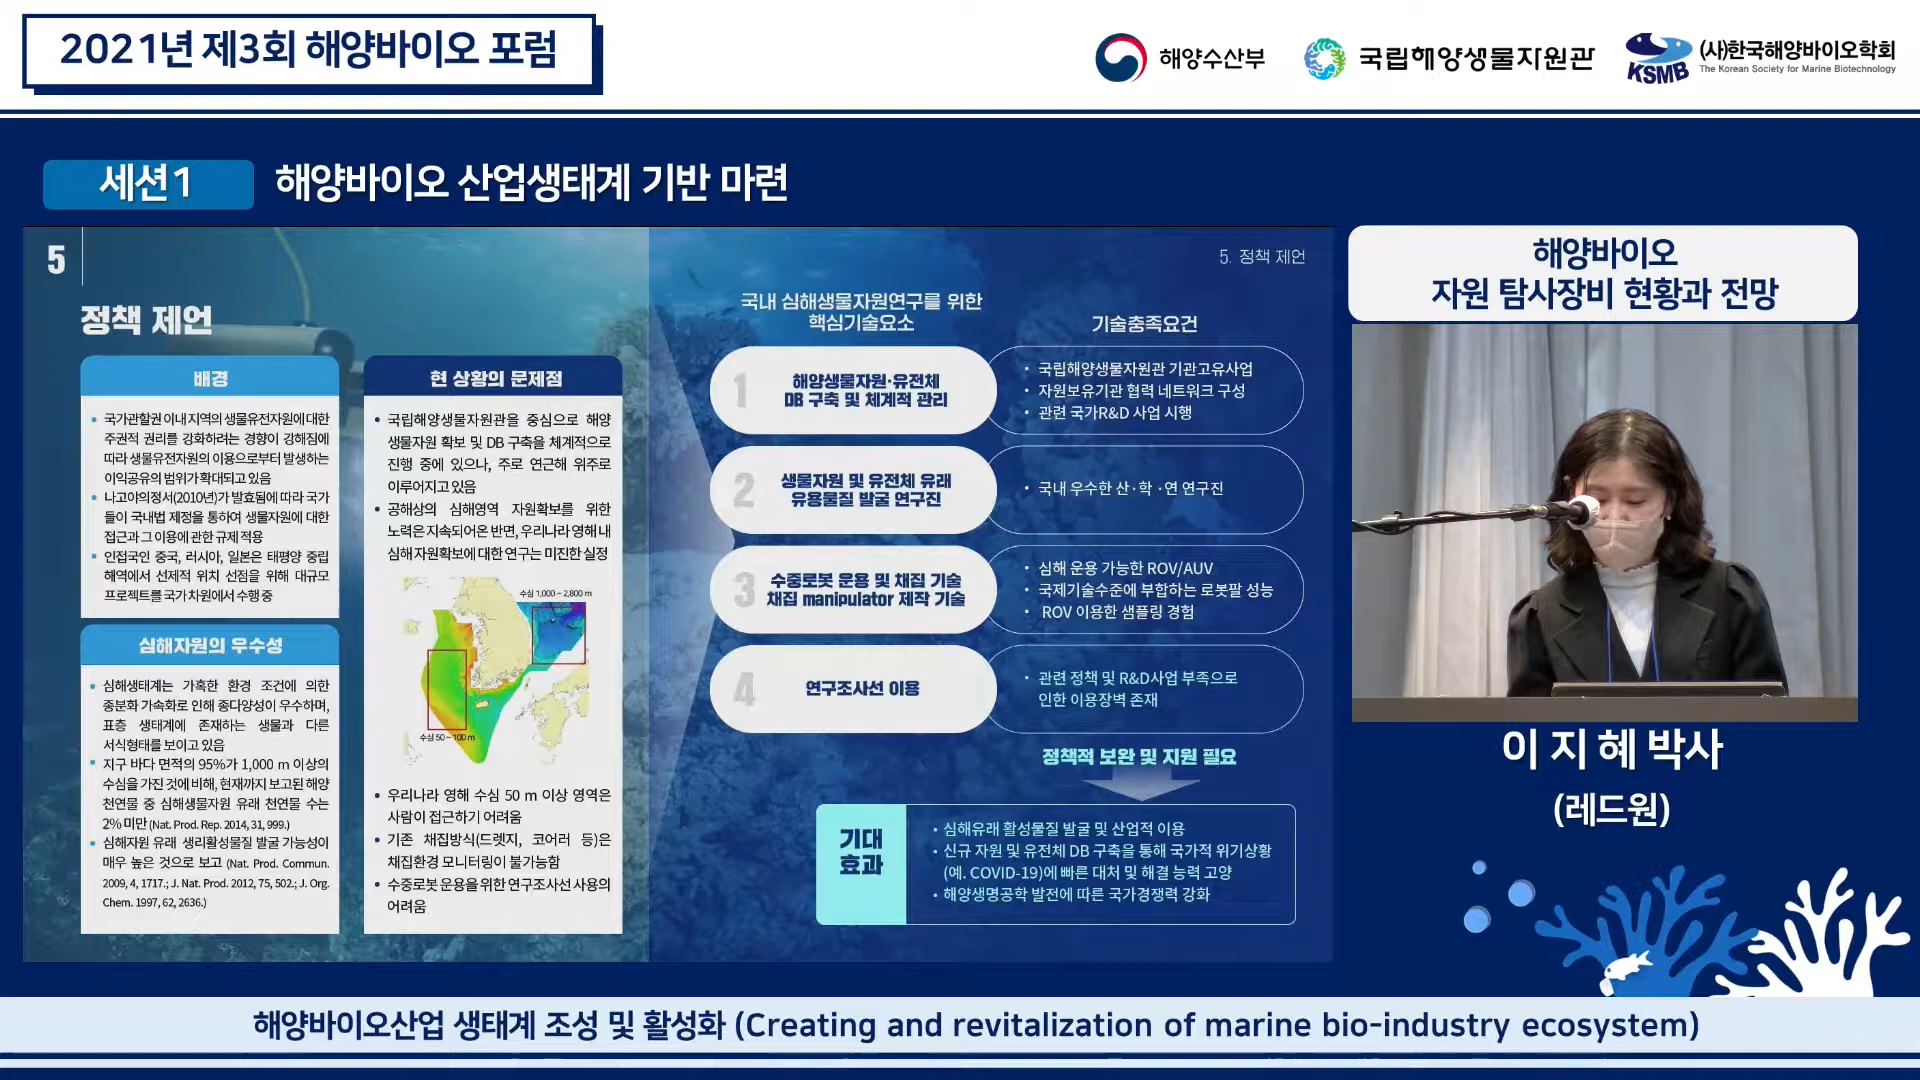 2021년 제3회 해양바이오 포럼
해양수산부
국립해양생물자원관
KSMB
(사)한국해양바이오학회
The Korean Society for Marine Biotechnology
세션1
해양바이오 산업생태계 기반 마련
5
정책 제언
배경
국가관할권 이내 지역의 생물유전자원에 대한
주권적 권리를 강화하려는 경향이 강해짐에
따라 생물유전자원의 이용으로부터 발생하는
이익공유의 범위가 확대되고 있음
나고야의정서(2010년)가 발효됨에 따라 국가
들이 국내법 제정을 통하여 생물자원에 대한
접근과 그 이용에 관한 규제 적용
인접국인 중국, 러시아, 일본은 태평양 중립
해역에서 선제적 위치 선점을 위해 대규모
프로젝트를 국가 차원에서 수행 중
심해자원의 우수성
심해생태계는 가혹한 환경 조건에 의한
종분화 가속화로 인해 종다양성이 우수하며,
표층 생태계에 존재하는 생물과 다른
서식형태를 보이고 있음
지구 바다 면적의 95%가 1,000 m 이상의
수심을 가진 것에 비해, 현재까지 보고된 해양
천연물 중 심해생물자원 유래 천연물 수는
2% 미만 (Nat. Prod. Rep. 2014, 31, 999.)
심해자원 유래 생리활성물질 발굴 가능성이
매우 높은 것으로 보고 (Nat. Prod. Commun.
2009, 4, 1717.; J. Nat. Prod. 2012, 75, 502.; J. Org.
Chem. 1997, 62, 2636.)
현 상황의 문제점
국립해양생물자원관을 중심으로 해양
생물자원 확보 및 DB 구축을 체계적으로
진행 중에 있으나, 주로 연근해 위주로
이루어지고 있음
공해상의 심해영역 자원확보를 위한
노력은 지속되어온 반면, 우리나라 영해 내
심해 자원확보에 대한 연구는 미진한 실정
수심 1,000 ~ 2,800 m
수심 50 ~ 100 m
우리나라 영해 수심 50 m 이상 영역은
사람이 접근하기 어려움
기존 채집방식(드렛지, 코어러 등)은
채집환경 모니터링이 불가능함
수중로봇 운용을 위한 연구조사선 사용의
어려움
5. 정책 제언
국내 심해생물자원연구를 위한
핵심기술요소
기술충족요건
1
해양생물자원·유전체
DB 구축 및 체계적 관리
• 국립해양생물자원관 기관고유사업
• 자원보유기관 협력 네트워크 구성
• 관련 국가R&D 사업 시행
2
생물자원 및 유전체 유래
유용물질 발굴 연구진
• 국내 우수한 산·학·연 연구진
3
수중로봇 운용 및 채집 기술
채집 manipulator 제작 기술
• 심해 운용 가능한 ROV/AUV
• 국제기술수준에 부합하는 로봇팔 성능
• ROV 이용한 샘플링 경험
4
연구조사선 이용
• 관련 정책 및 R&D사업 부족으로
인한 이용장벽 존재
정책적 보완 및 지원 필요
기대
효과
• 심해유래 활성물질 발굴 및 산업적 이용
• 신규 자원 및 유전체 DB 구축을 통해 국가적 위기상황
(예. COVID-19)에 빠른 대처 및 해결 능력 고양
• 해양생명공학 발전에 따른 국가경쟁력 강화
해양바이오
자원 탐사장비 현황과 전망
이 지 혜 박사
(레드원)
해양바이오산업 생태계 조성 및 활성화 (Creating and revitalization of marine bio-industry ecosystem)